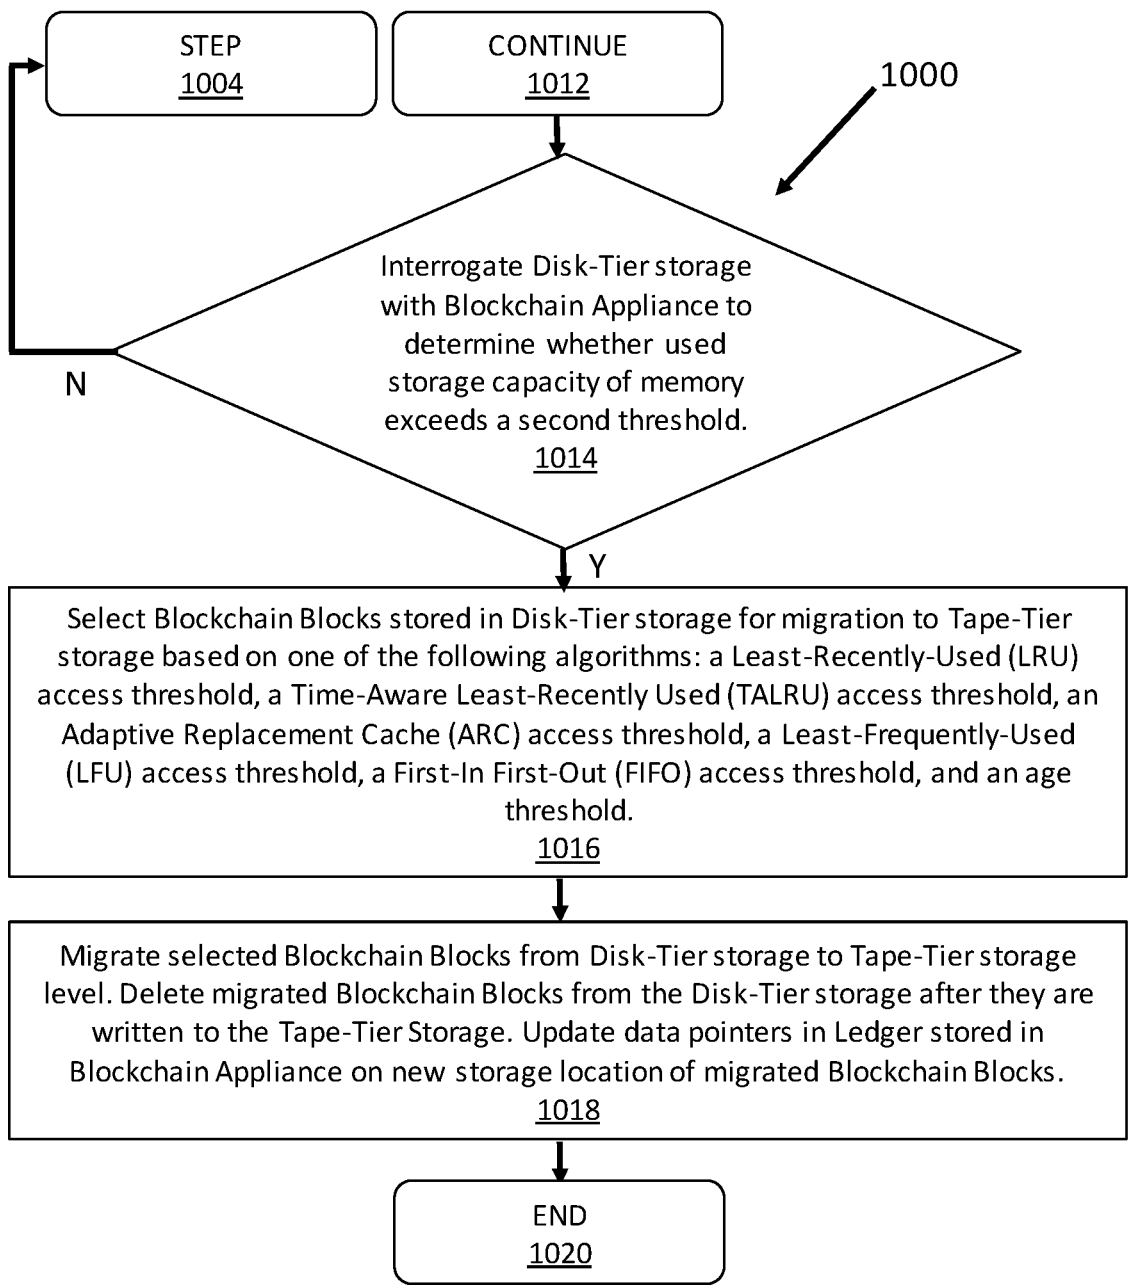 STEP
1004
CONTINUE
1012
1000
Interrogate Disk-Tier storage
with Blockchain Appliance to
determine whether used
storage capacity of memory
exceeds a second threshold.
1014
N
Y
Select Blockchain Blocks stored in Disk-Tier storage for migration to Tape-Tier
storage based on one of the following algorithms: a Least-Recently-Used (LRU)
access threshold, a Time-Aware Least-Recently Used (TALRU) access threshold, an
Adaptive Replacement Cache (ARC) access threshold, a Least-Frequently-Used
(LFU) access threshold, a First-In First-Out (FIFO) access threshold, and an age
threshold.
1016
Migrate selected Blockchain Blocks from Disk-Tier storage to Tape-Tier storage
level. Delete migrated Blockchain Blocks from the Disk-Tier storage after they are
written to the Tape-Tier Storage. Update data pointers in Ledger stored in
Blockchain Appliance on new storage location of migrated Blockchain Blocks.
1018
END
1020